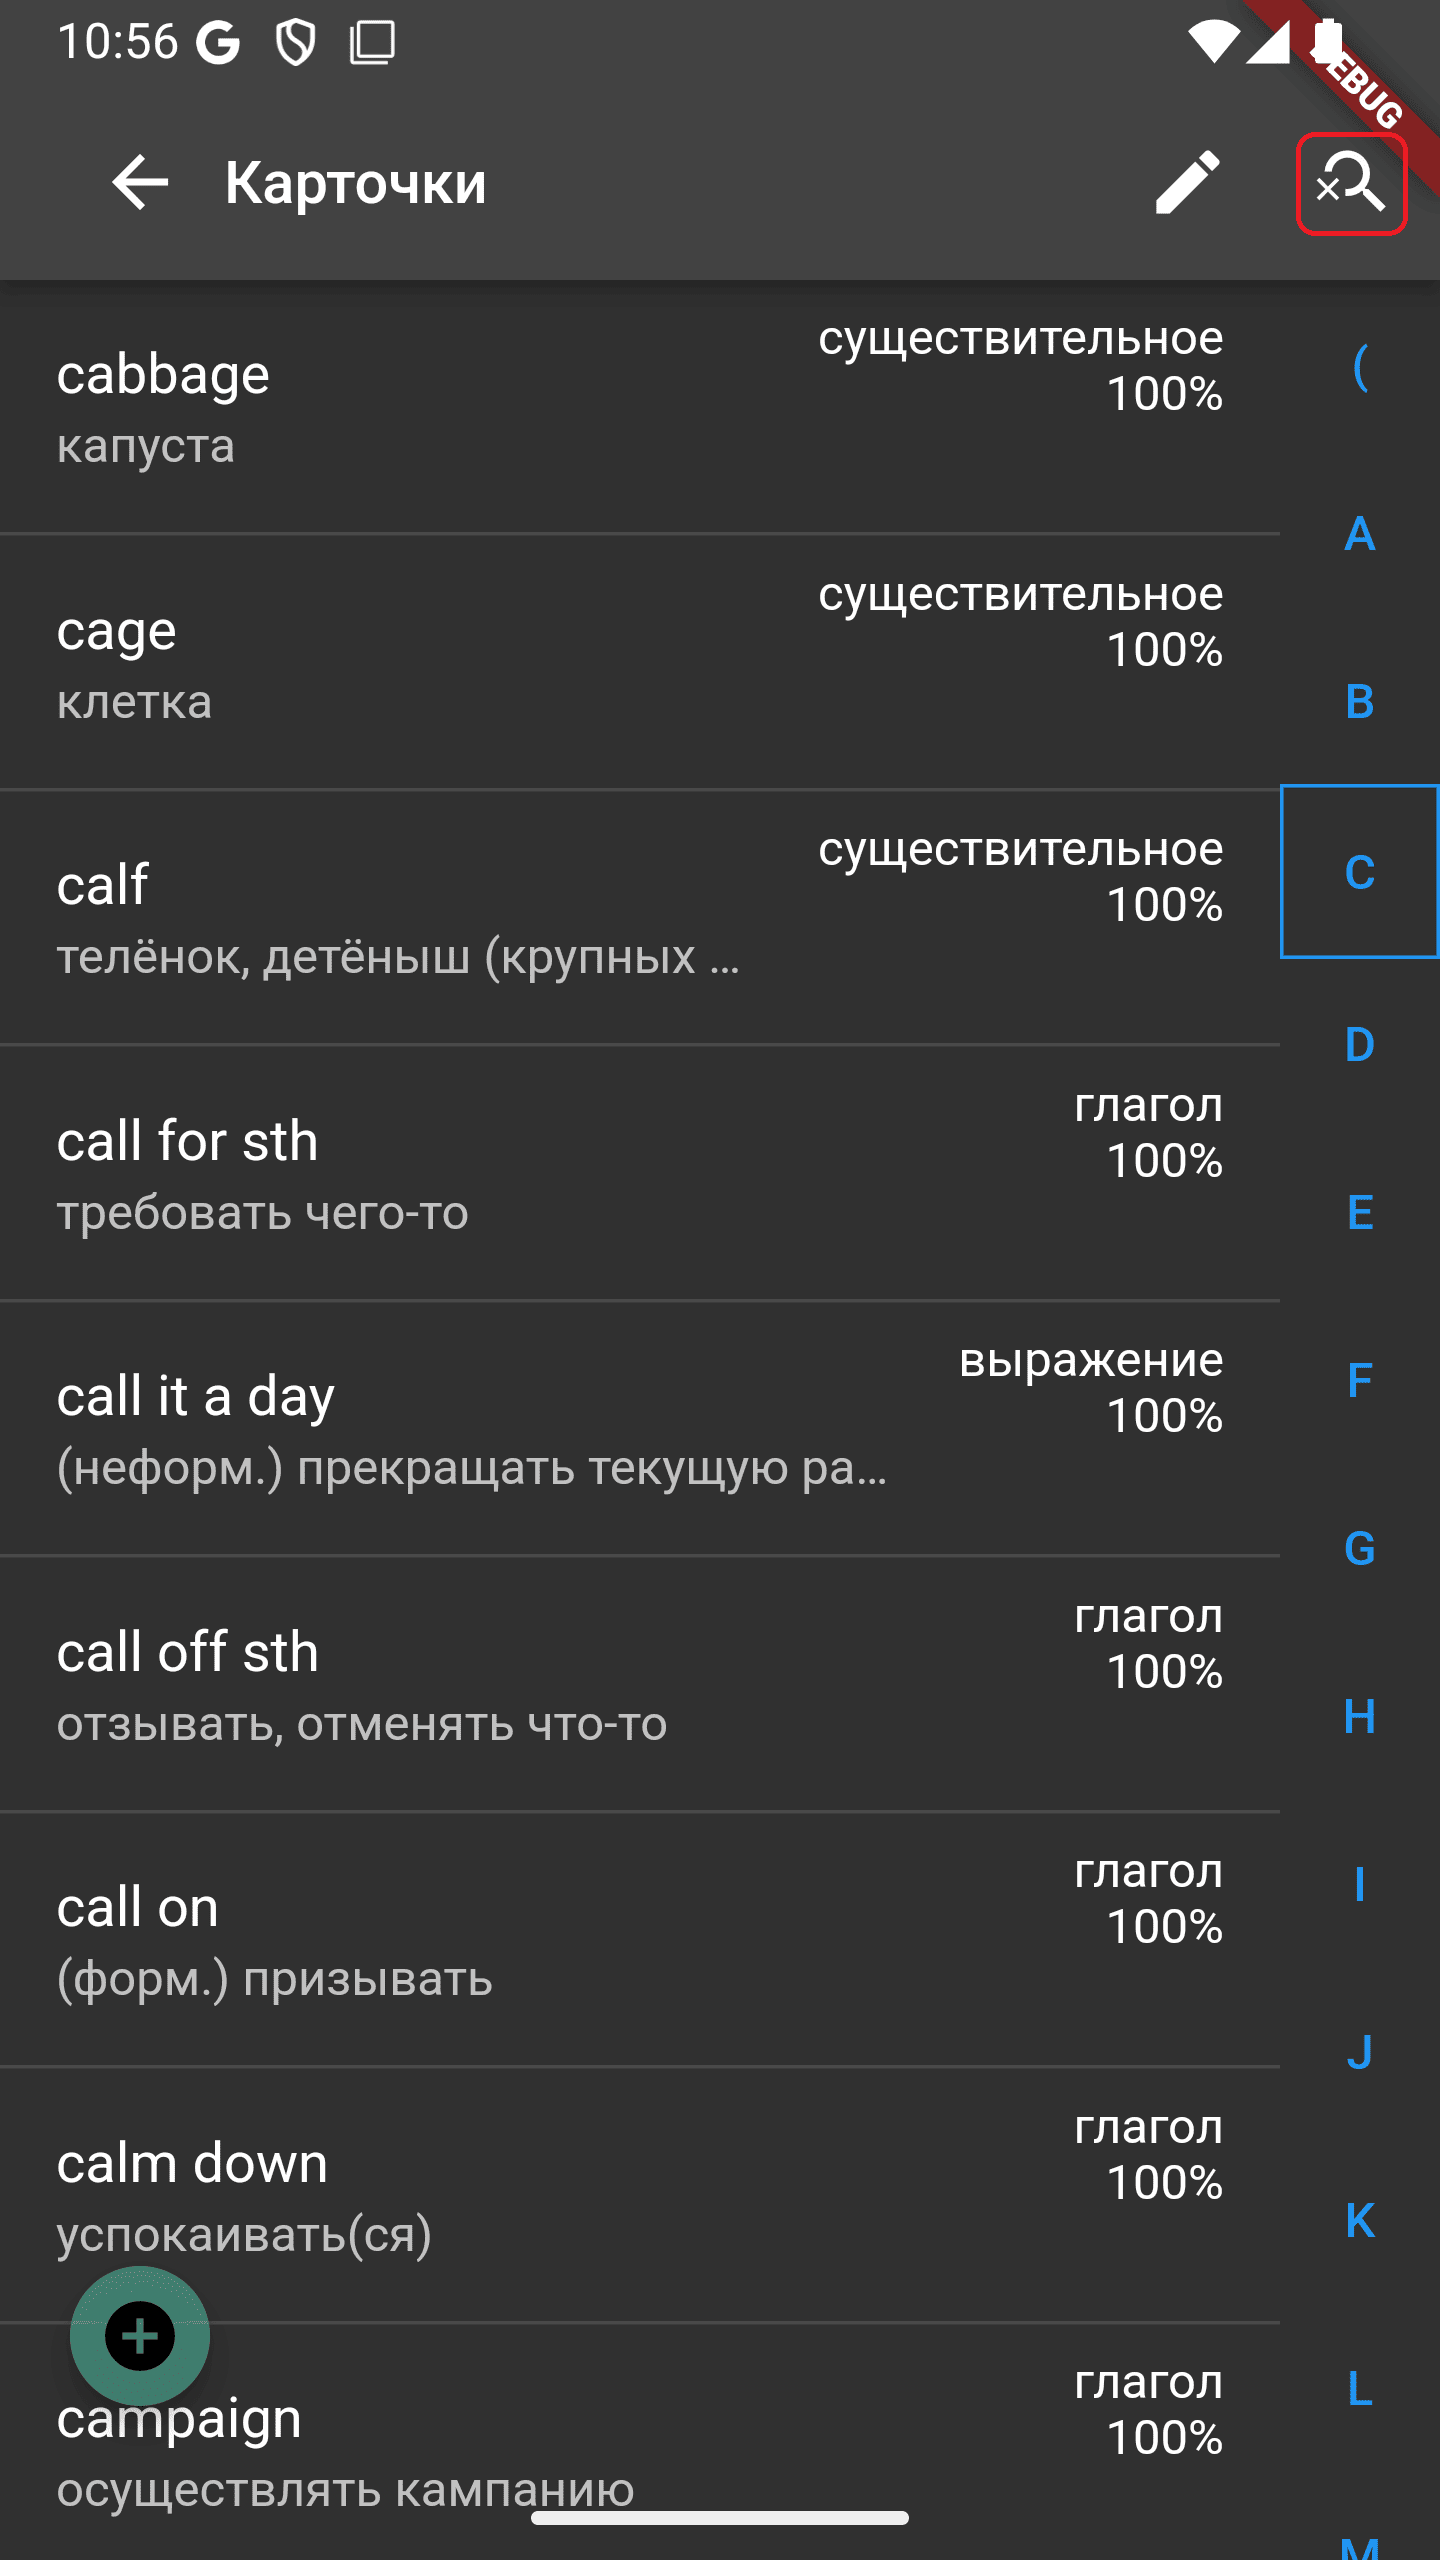 10:56
DEBUG
Карточки
существительное
cabbage
100%
капуста
существительное
cage
100%
клетка
существительное
calf
100%
телёнок, детёныш (крупных ...
глагол
call for sth
100%
требовать чего-то
выражение
call it a day
100%
(неформ.) прекращать текущую ра...
глагол
call off sth
100%
отзывать, отменять что-то
глагол
call on
100%
(форм.) призывать
глагол
calm down
100%
успокаивать(ся)
глагол
campaign
100%
осуществлять кампанию
(
A
B
C
D
E
F
G
H
I
J
K
L
M